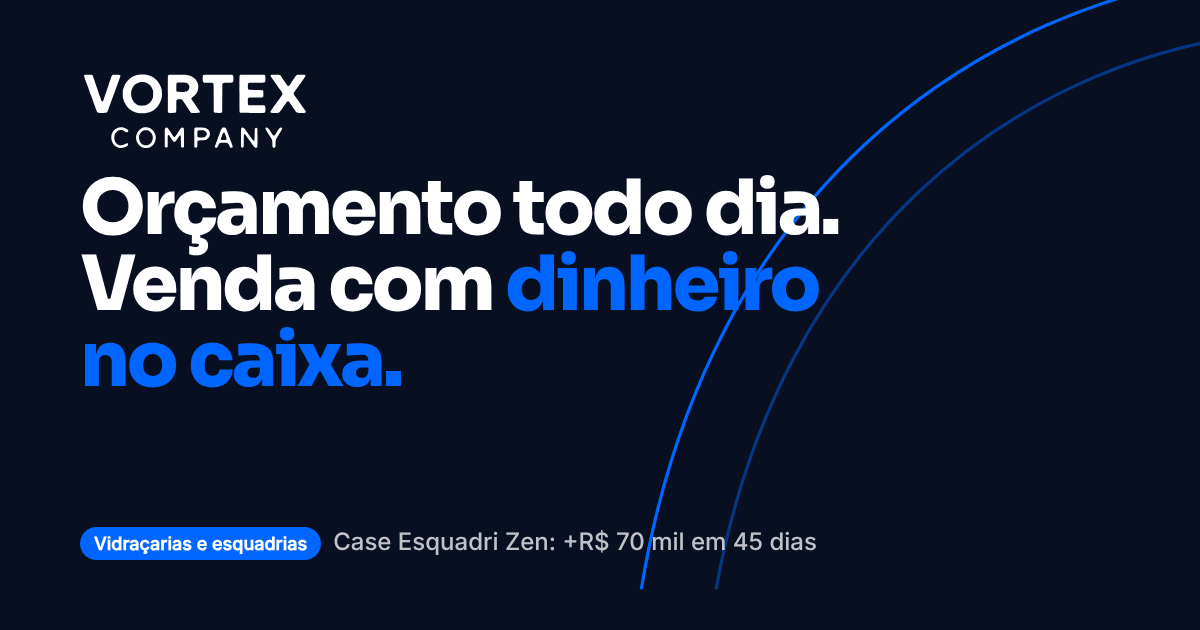 VORTEX
COMPANY
Orçamento todo dia.
Venda com dinheiro
no caixa.
Vidraçarias e esquadrias Case Esquadri Zen: +R$ 70 mil em 45 dias